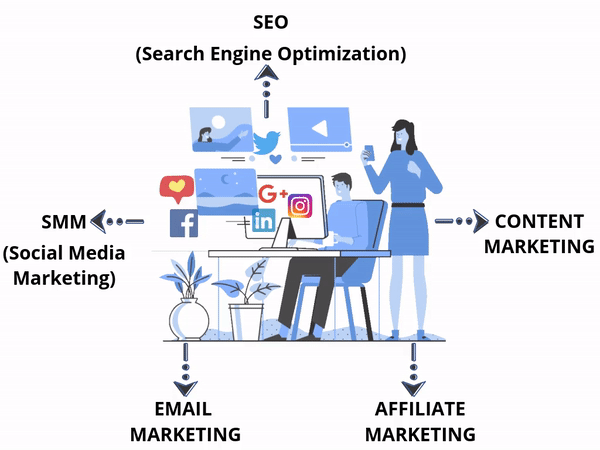 SEO
(Search Engine Optimization)
G+
f
in
SMM
(Social Media
Marketing)
CONTENT
MARKETING
EMAIL
MARKETING
AFFILIATE
MARKETING